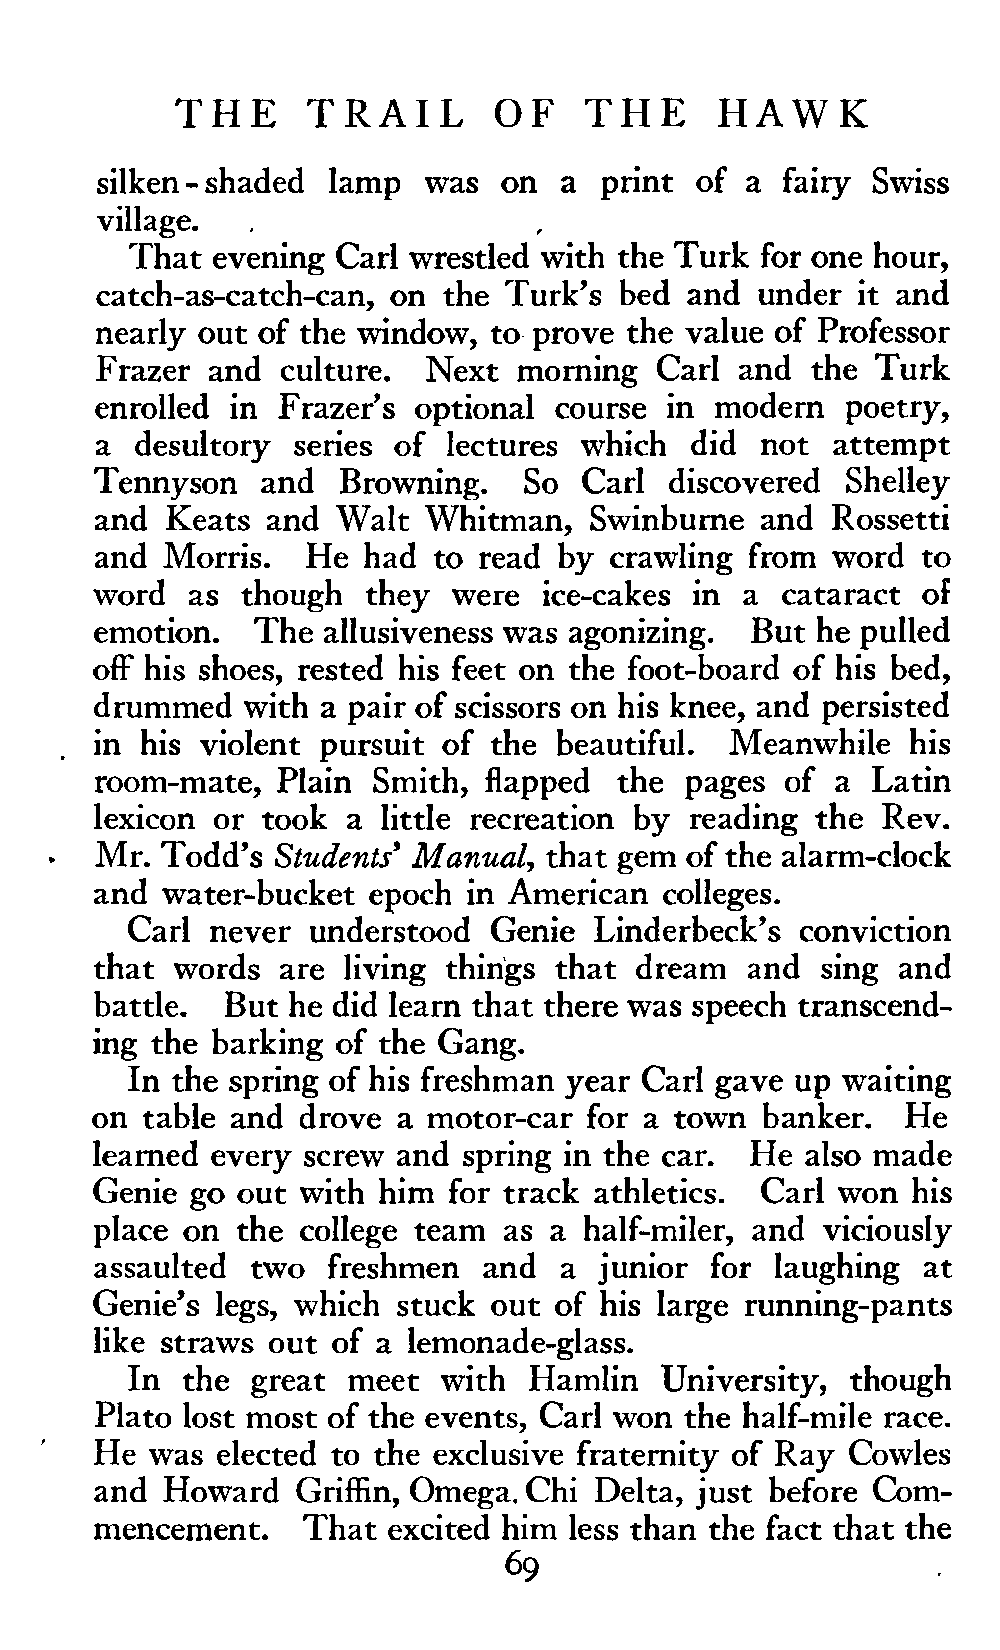 THE TRAIL OF THE HAWK
silken-shaded lamp was on a print of a fairy Swiss
village.
That evening Carl wrestled with the Turk for one hour,
catch-as-catch-can, on the Turk's bed and under it and
nearly out of the window, to prove the value of Professor
Frazer and culture. Next morning Carl and the Turk
enrolled in Frazer's optional course in modern poetry,
a desultory series of lectures which did not attempt
Tennyson and Browning. So Carl discovered Shelley
and Keats and Walt Whitman, Swinburne and Rossetti
and Morris. He had to read by crawling from word to
word as though they were ice-cakes in a cataract of
emotion. The allusiveness was agonizing. But he pulled
off his shoes, rested his feet on the foot-board of his bed,
drummed with a pair of scissors on his knee, and persisted
in his violent pursuit of the beautiful. Meanwhile his
room-mate, Plain Smith, flapped the pages of a Latin
lexicon or took a little recreation by reading the Rev.
Mr. Todd's Students' Manual, that gem of the alarm-clock
and water-bucket epoch in American colleges.
Carl never understood Genie Linderbeck's conviction
that words are living things that dream and sing and
battle. But he did learn that there was speech transcend-
ing the barking of the Gang.
In the spring of his freshman year Carl gave up waiting
on table and drove a motor-car for a town banker. He
learned every screw and spring in the car. He also made
Genie go out with him for track athletics. Carl won his
place on the college team as a half-miler, and viciously
assaulted two freshmen and a junior for laughing at
Genie's legs, which stuck out of his large running-pants
like straws out of a lemonade-glass.
In the great meet with Hamlin University, though
Plato lost most of the events, Carl won the half-mile race.
He was elected to the exclusive fraternity of Ray Cowles
and Howard Griffin, Omega Chi Delta, just before Com-
mencement. That excited him less than the fact that the
69